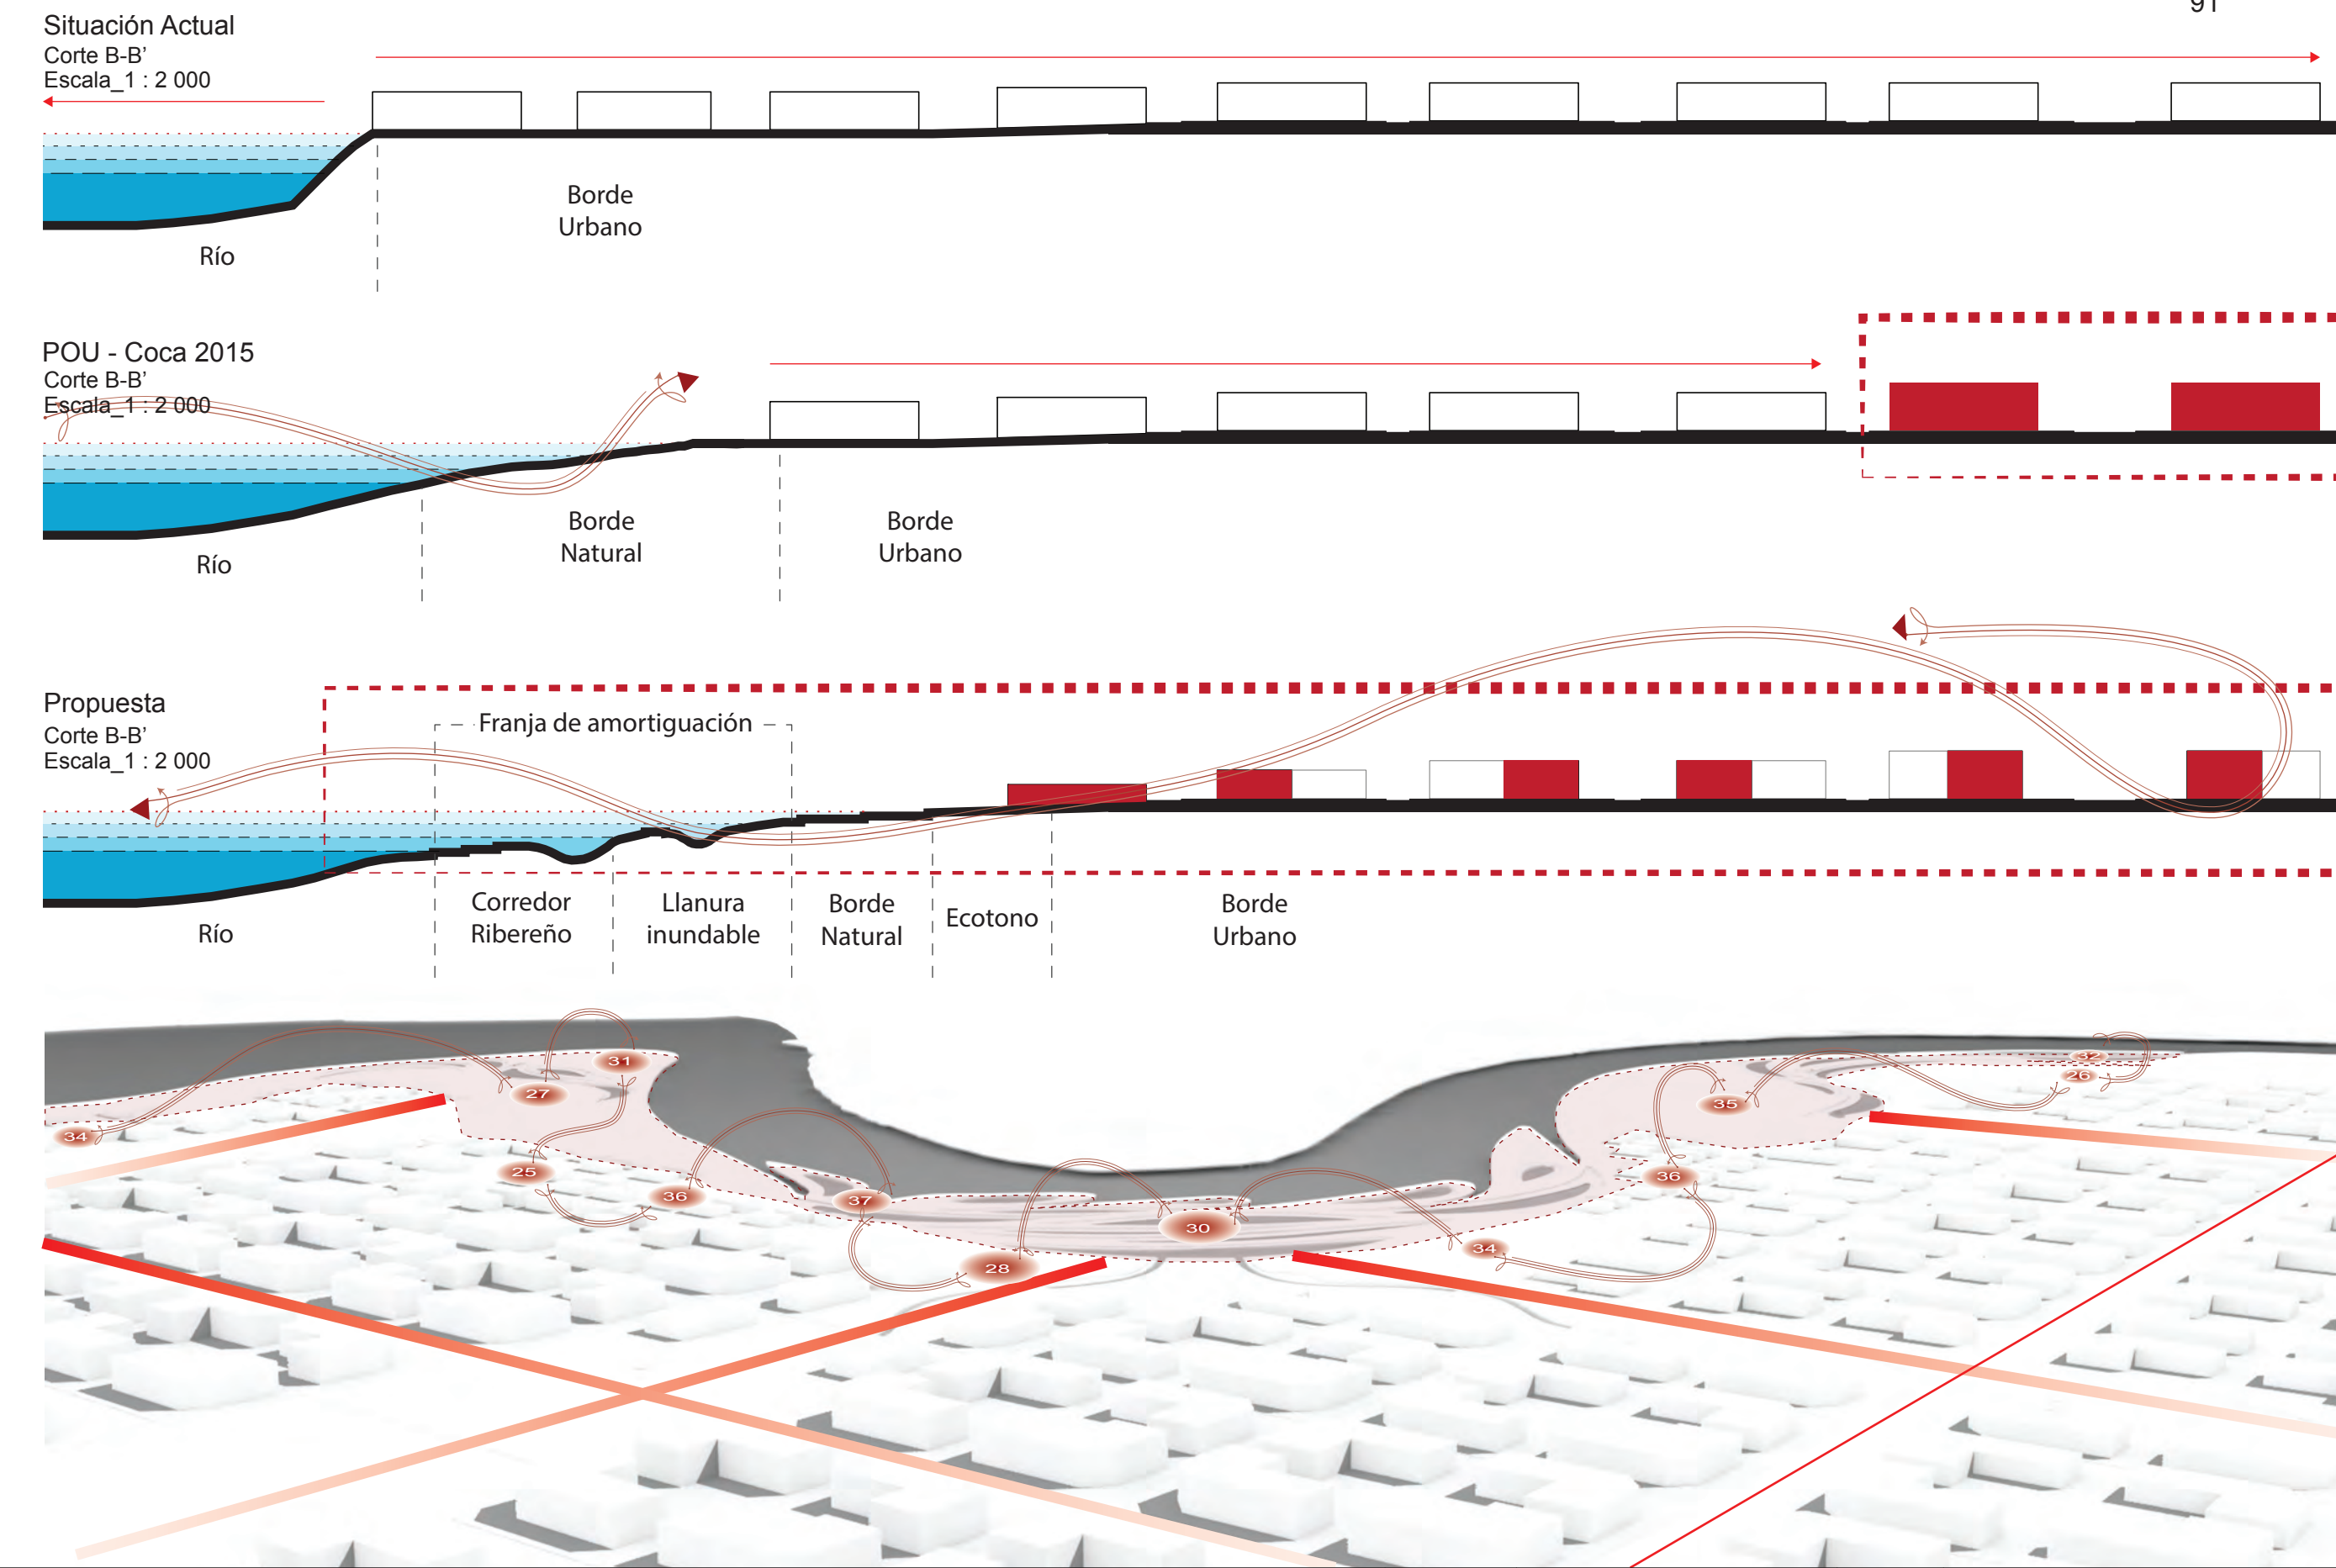 91
Situación Actual
Corte B-B’
Escala_1 : 2 000
Borde
Urbano
Río
POU - Coca 2015
Corte B-B’
Escala_1 : 2 000
Borde
Natural
Borde
Urbano
Río
Propuesta
Corte B-B’
Escala_1 : 2 000
Franja de amortiguación
Río
Corredor
Ribereño
Llanura
inundable
Borde
Natural
Ecotono
Borde
Urbano
31
27
34
25
36
37
28
30
34
36
35
32
26